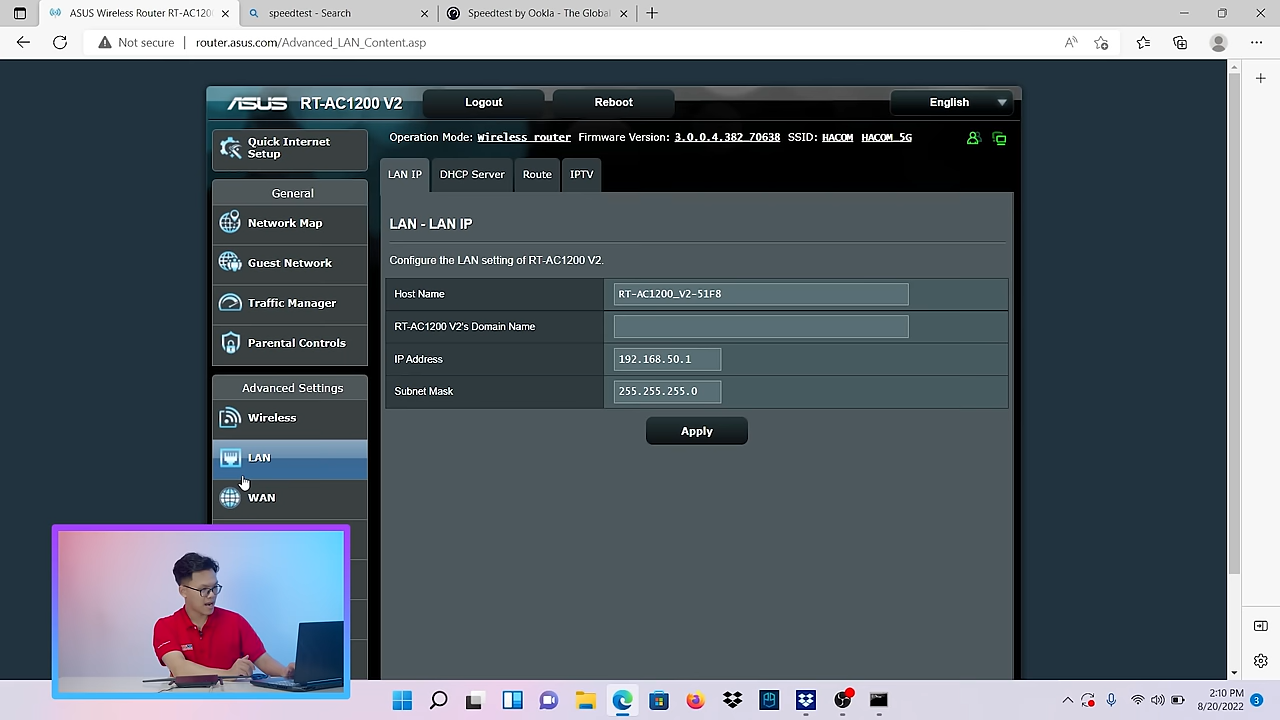 ASUS Wireless Router RT-AC120
speedtest - Search
Speedtest by Ookla - The Global
Not secure
router.asus.com/Advanced_LAN_Content.asp
ASUS RT-AC1200 V2
Logout
Reboot
English
Quick Internet
Setup
Operation Mode: Wireless router Firmware Version: 3.0.0.4.382_70638 SSID: HACOM HACOM_5G
LAN IP
DHCP Server
Route
IPTV
General
Network Map
Guest Network
Traffic Manager
Parental Controls
Advanced Settings
Wireless
LAN
WAN
LAN - LAN IP
Configure the LAN setting of RT-AC1200 V2.
Host Name
RT-AC1200_V2-51F8
RT-AC1200 V2's Domain Name
IP Address
192.168.50.1
Subnet Mask
255.255.255.0
Apply
2:10 PM
8/20/2022
3